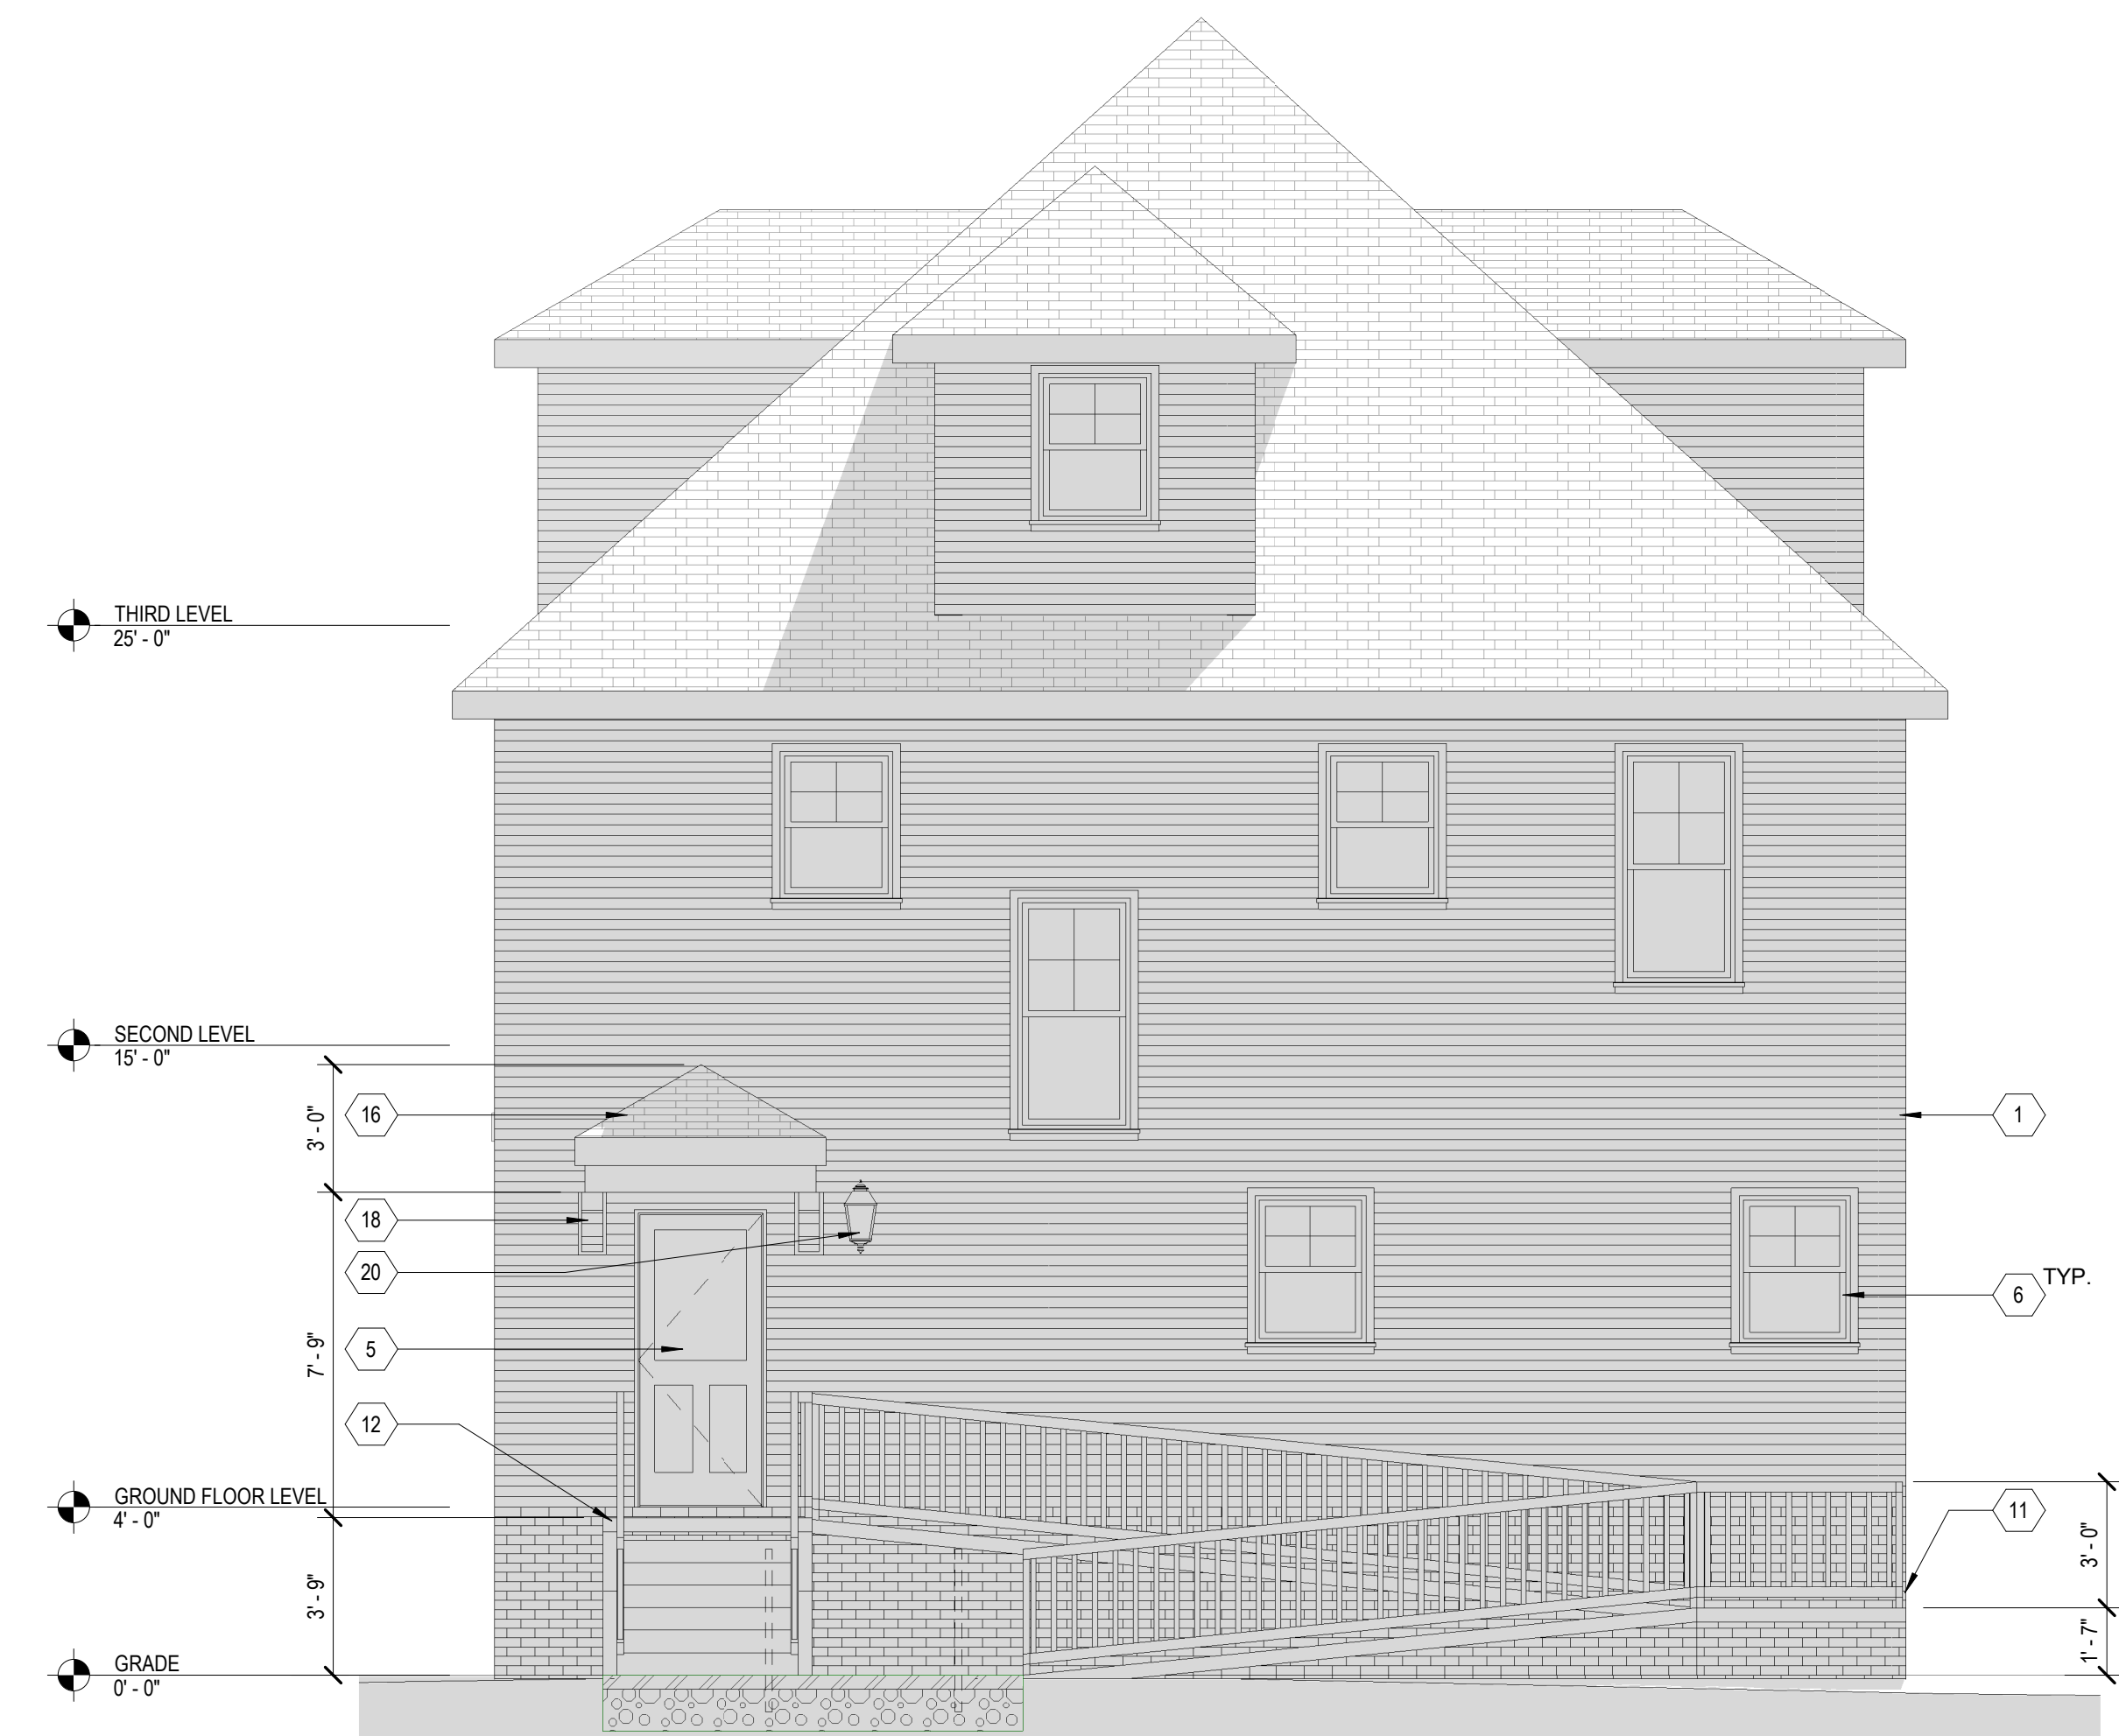 THIRD LEVEL
25' - 0"
SECOND LEVEL
15' - 0"
3' - 0"
16
1
18
20
6 TYP.
7' - 9"
5
12
GROUND FLOOR LEVEL
4' - 0"
11
3' - 0"
3' - 9"
1' - 7"
GRADE
0' - 0"